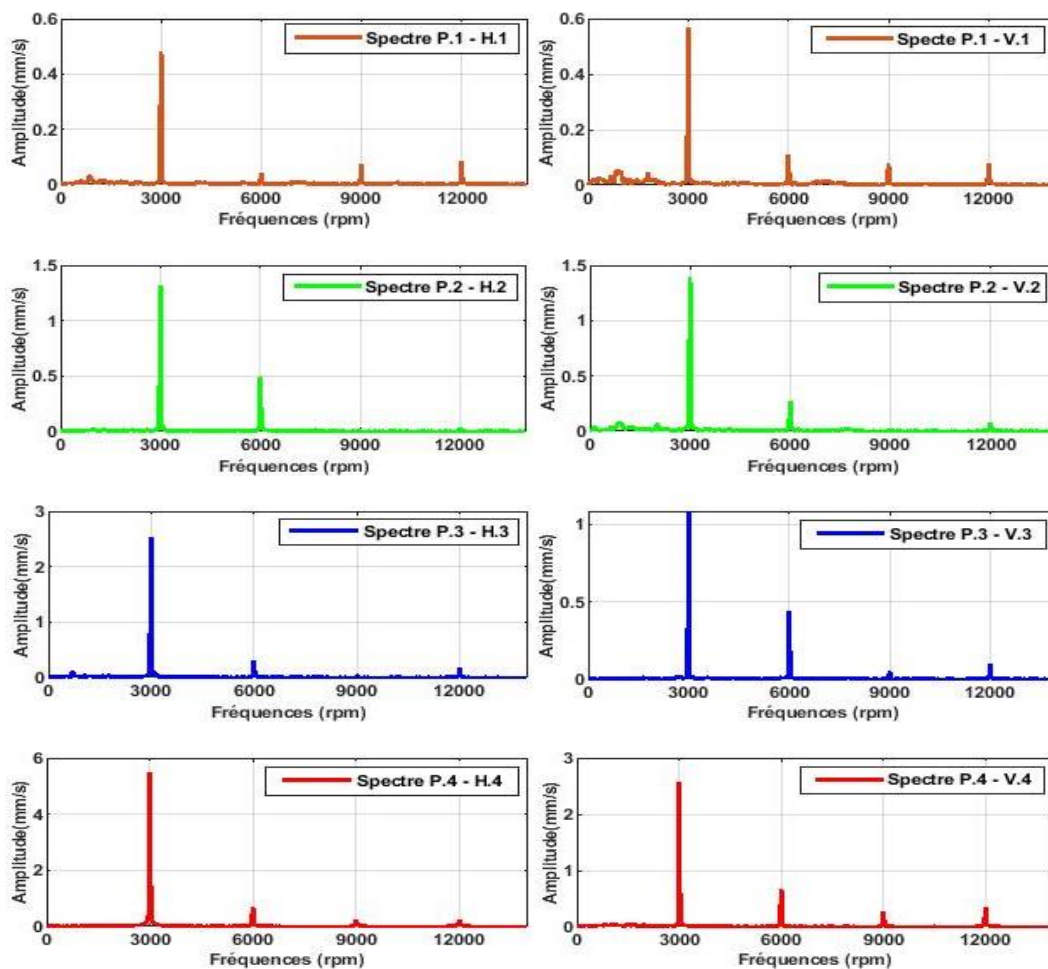 0.6
0.4
0.2
0
Amplitude(mm/s)
Spectre P.1 - H.1
0 3000 6000 9000 12000
Fréquences (rpm)
0.6
0.4
0.2
0
Amplitude(mm/s)
Specte P.1 - V.1
0 3000 6000 9000 12000
Fréquences (rpm)
1.5
1
0.5
0
Amplitude(mm/s)
Spectre P.2 - H.2
0 3000 6000 9000 12000
Fréquences (rpm)
1.5
1
0.5
0
Amplitude(mm/s)
Spectre P.2 - V.2
0 3000 6000 9000 12000
Fréquences (rpm)
3
2
1
0
Amplitude(mm/s)
Spectre P.3 - H.3
0 3000 6000 9000 12000
Fréquences (rpm)
1
0.5
0
Amplitude(mm/s)
Spectre P.3 - V.3
0 3000 6000 9000 12000
Fréquences (rpm)
6
4
2
0
Amplitude(mm/s)
Spectre P.4 - H.4
0 3000 6000 9000 12000
Fréquences (rpm)
3
2
1
0
Amplitude(mm/s)
Spectre P.4 - V.4
0 3000 6000 9000 12000
Fréquences (rpm)